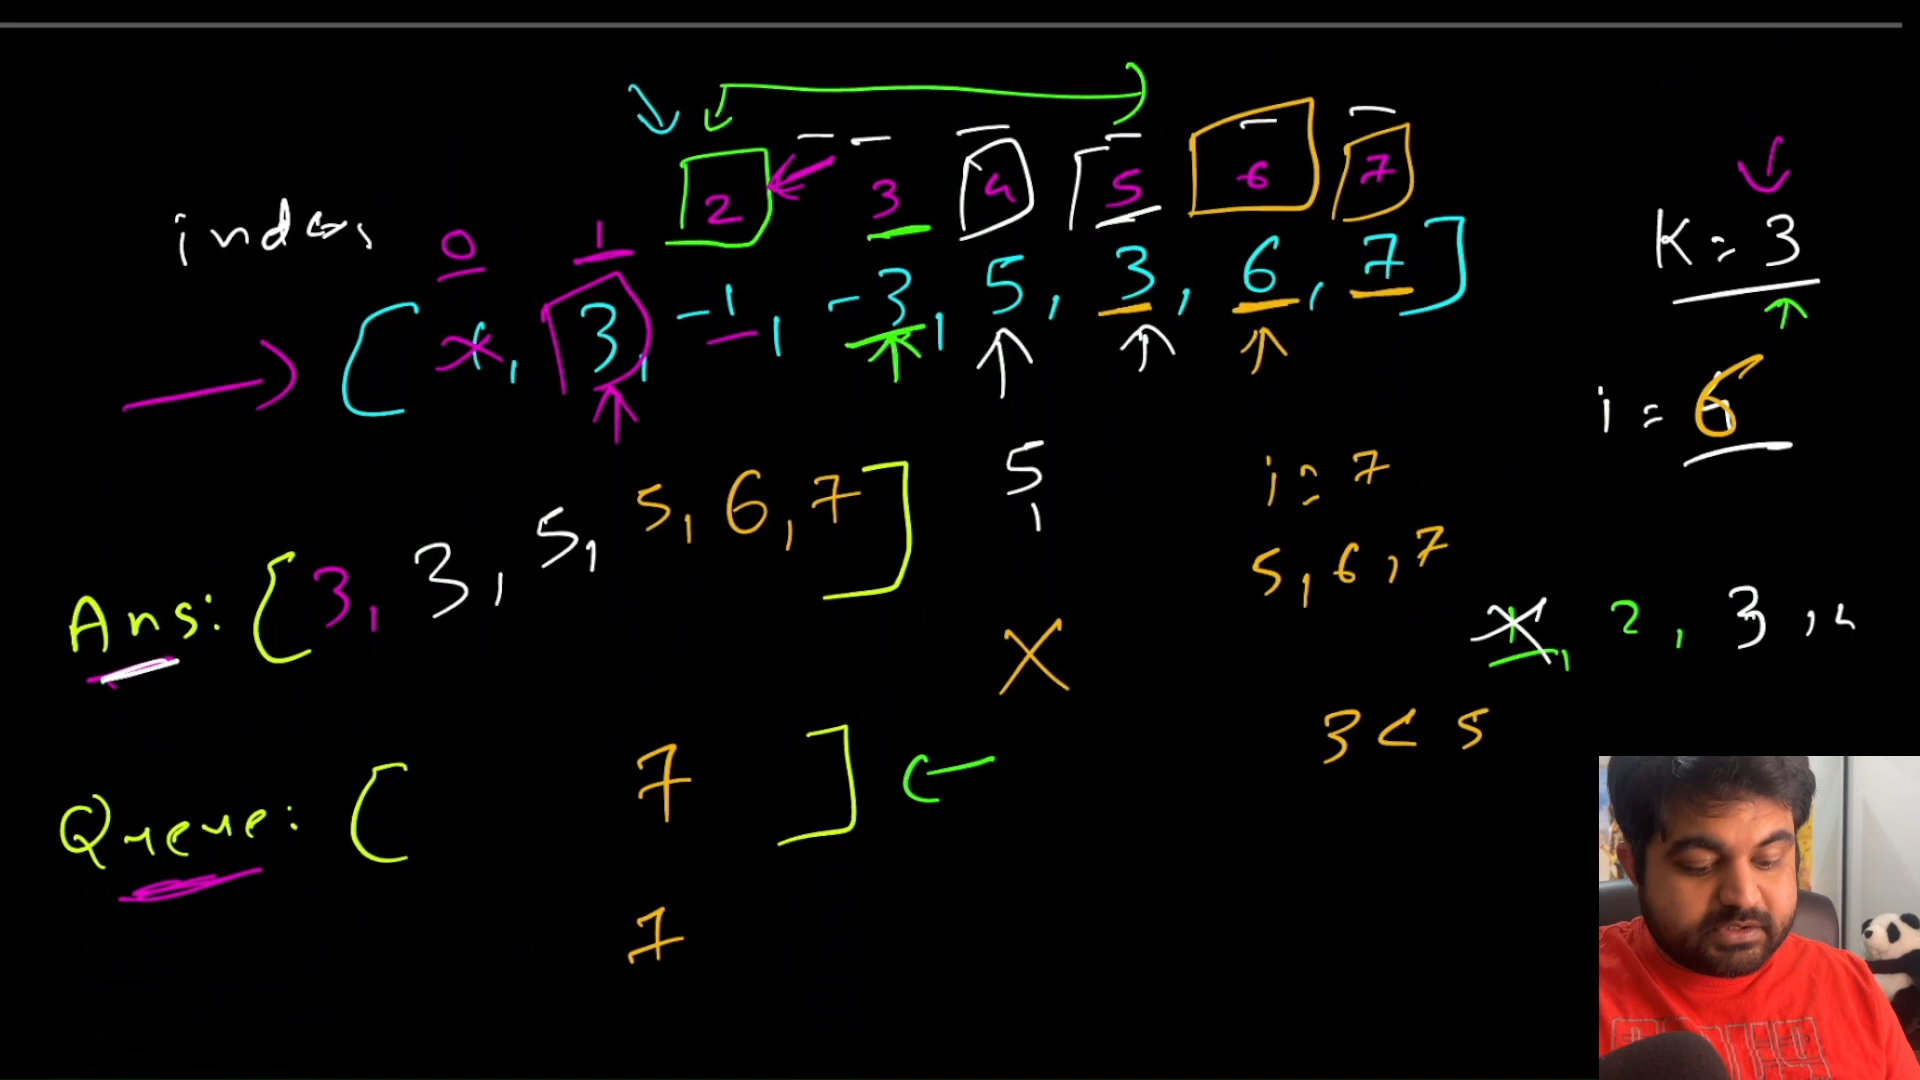 2 3 4 5 6 7
index 0 1
K = 3
[ 1, 3, -1, -3, 5, 3, 6, 7 ]
i = 6
5,
i = 7
Ans: [ 3, 3, 5, 5, 6, 7 ]
5, 6, 7
1, 2, 3, 4
3 < 5
Queue: [ 7 ]
7